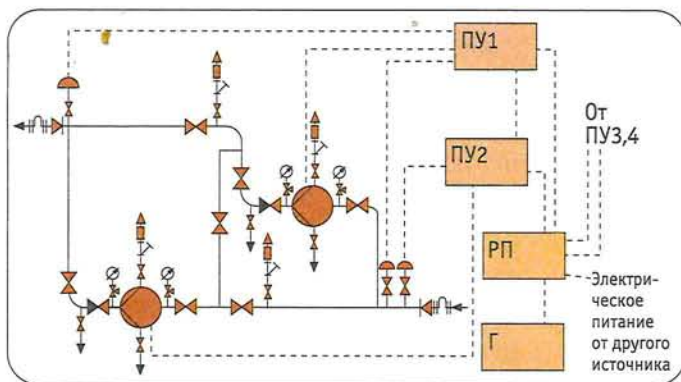 ПУ1
ПУ2
От
ПУ3,4
РП
Электри-
ческое
питание
от другого
источника
Г